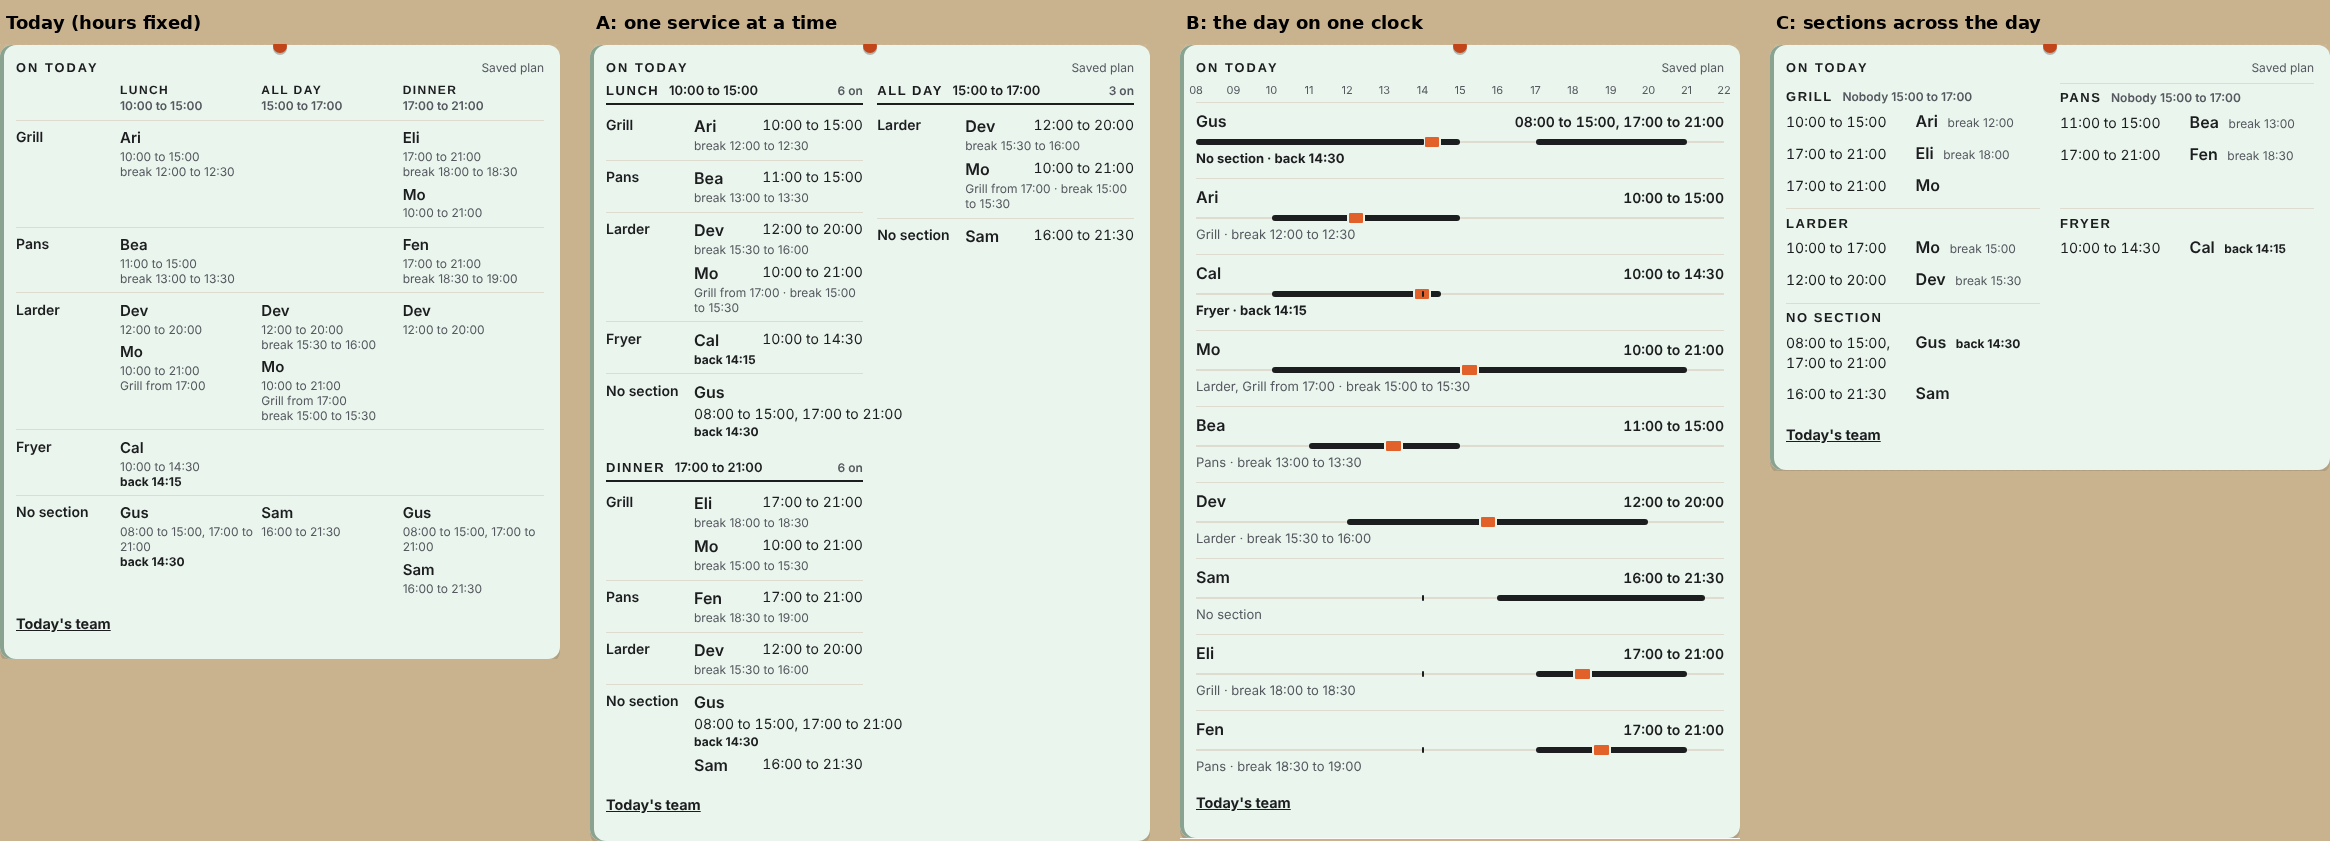 Today (hours fixed)
ON TODAY
Saved plan
LUNCH ALL DAY DINNER
10:00 to 15:00 15:00 to 17:00 17:00 to 21:00
Grill Ari Eli
10:00 to 15:00 17:00 to 21:00
break 12:00 to 12:30 break 18:00 to 18:30
Mo
10:00 to 21:00
Pans Bea Fen
11:00 to 15:00 17:00 to 21:00
break 13:00 to 13:30 break 18:30 to 19:00
Larder Dev Dev Dev
12:00 to 20:00 12:00 to 20:00 12:00 to 20:00
break 15:30 to 16:00
Mo
10:00 to 21:00
Grill from 17:00
Mo
10:00 to 21:00
Grill from 17:00
break 15:00 to 15:30
Fryer Cal
10:00 to 14:30
back 14:15
No section Gus Sam Gus
08:00 to 15:00, 17:00 to 16:00 to 21:30 08:00 to 15:00, 17:00 to
21:00 21:00
back 14:30
Sam
16:00 to 21:30
Today's team
A: one service at a time
ON TODAY
Saved plan
LUNCH 10:00 to 15:00 6 on
Grill Ari 10:00 to 15:00
break 12:00 to 12:30
Pans Bea 11:00 to 15:00
break 13:00 to 13:30
Larder Dev 12:00 to 20:00
break 15:30 to 16:00
Mo 10:00 to 21:00
Grill from 17:00 · break 15:00
to 15:30
Fryer Cal 10:00 to 14:30
back 14:15
No section Gus
08:00 to 15:00, 17:00 to 21:00
back 14:30
ALL DAY 15:00 to 17:00 3 on
Larder Dev 12:00 to 20:00
break 15:30 to 16:00
Mo 10:00 to 21:00
Grill from 17:00 · break 15:00
to 15:30
No section Sam 16:00 to 21:30
DINNER 17:00 to 21:00 6 on
Grill Eli 17:00 to 21:00
break 18:00 to 18:30
Mo 10:00 to 21:00
break 15:00 to 15:30
Pans Fen 17:00 to 21:00
break 18:30 to 19:00
Larder Dev 12:00 to 20:00
break 15:30 to 16:00
No section Gus
08:00 to 15:00, 17:00 to 21:00
back 14:30
Sam 16:00 to 21:30
Today's team
B: the day on one clock
ON TODAY
Saved plan
08 09 10 11 12 13 14 15 16 17 18 19 20 21 22
Gus 08:00 to 15:00, 17:00 to 21:00
No section · back 14:30
Ari 10:00 to 15:00
Grill · break 12:00 to 12:30
Cal 10:00 to 14:30
Fryer · back 14:15
Mo 10:00 to 21:00
Larder, Grill from 17:00 · break 15:00 to 15:30
Bea 11:00 to 15:00
Pans · break 13:00 to 13:30
Dev 12:00 to 20:00
Larder · break 15:30 to 16:00
Sam 16:00 to 21:30
No section
Eli 17:00 to 21:00
Grill · break 18:00 to 18:30
Fen 17:00 to 21:00
Pans · break 18:30 to 19:00
Today's team
C: sections across the day
ON TODAY
Saved plan
GRILL Nobody 15:00 to 17:00
10:00 to 15:00 Ari break 12:00
17:00 to 21:00 Eli break 18:00
17:00 to 21:00 Mo
PANS Nobody 15:00 to 17:00
11:00 to 15:00 Bea break 13:00
17:00 to 21:00 Fen break 18:30
LARDER
10:00 to 17:00 Mo break 15:00
12:00 to 20:00 Dev break 15:30
FRYER
10:00 to 14:30 Cal back 14:15
NO SECTION
08:00 to 15:00, Gus back 14:30
17:00 to 21:00
16:00 to 21:30 Sam
Today's team